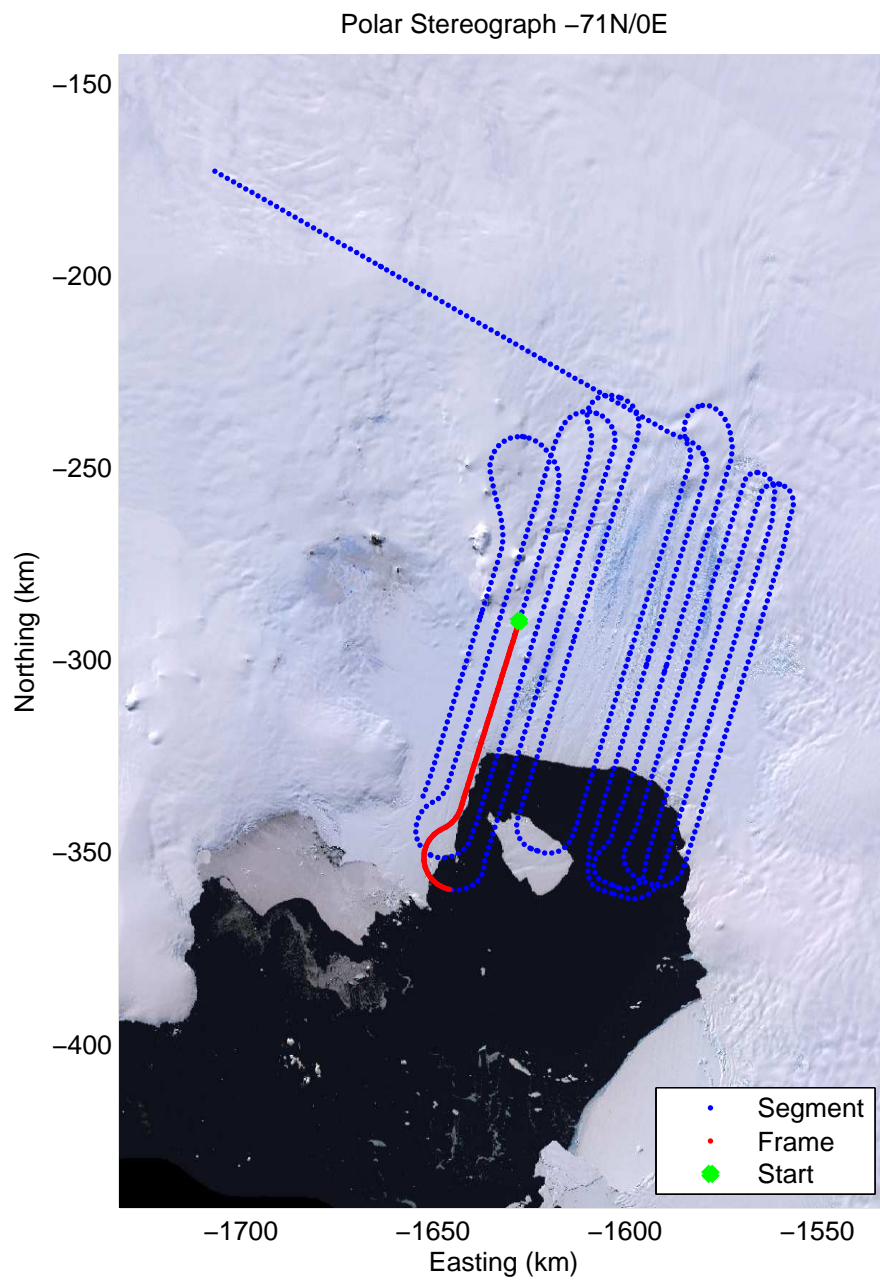 Polar Stereograph −71N/0E
−150
−200
−250
−300
−350
−400
Northing (km)
−1700
−1650
−1600
−1550
Easting (km)
Segment
Frame
Start